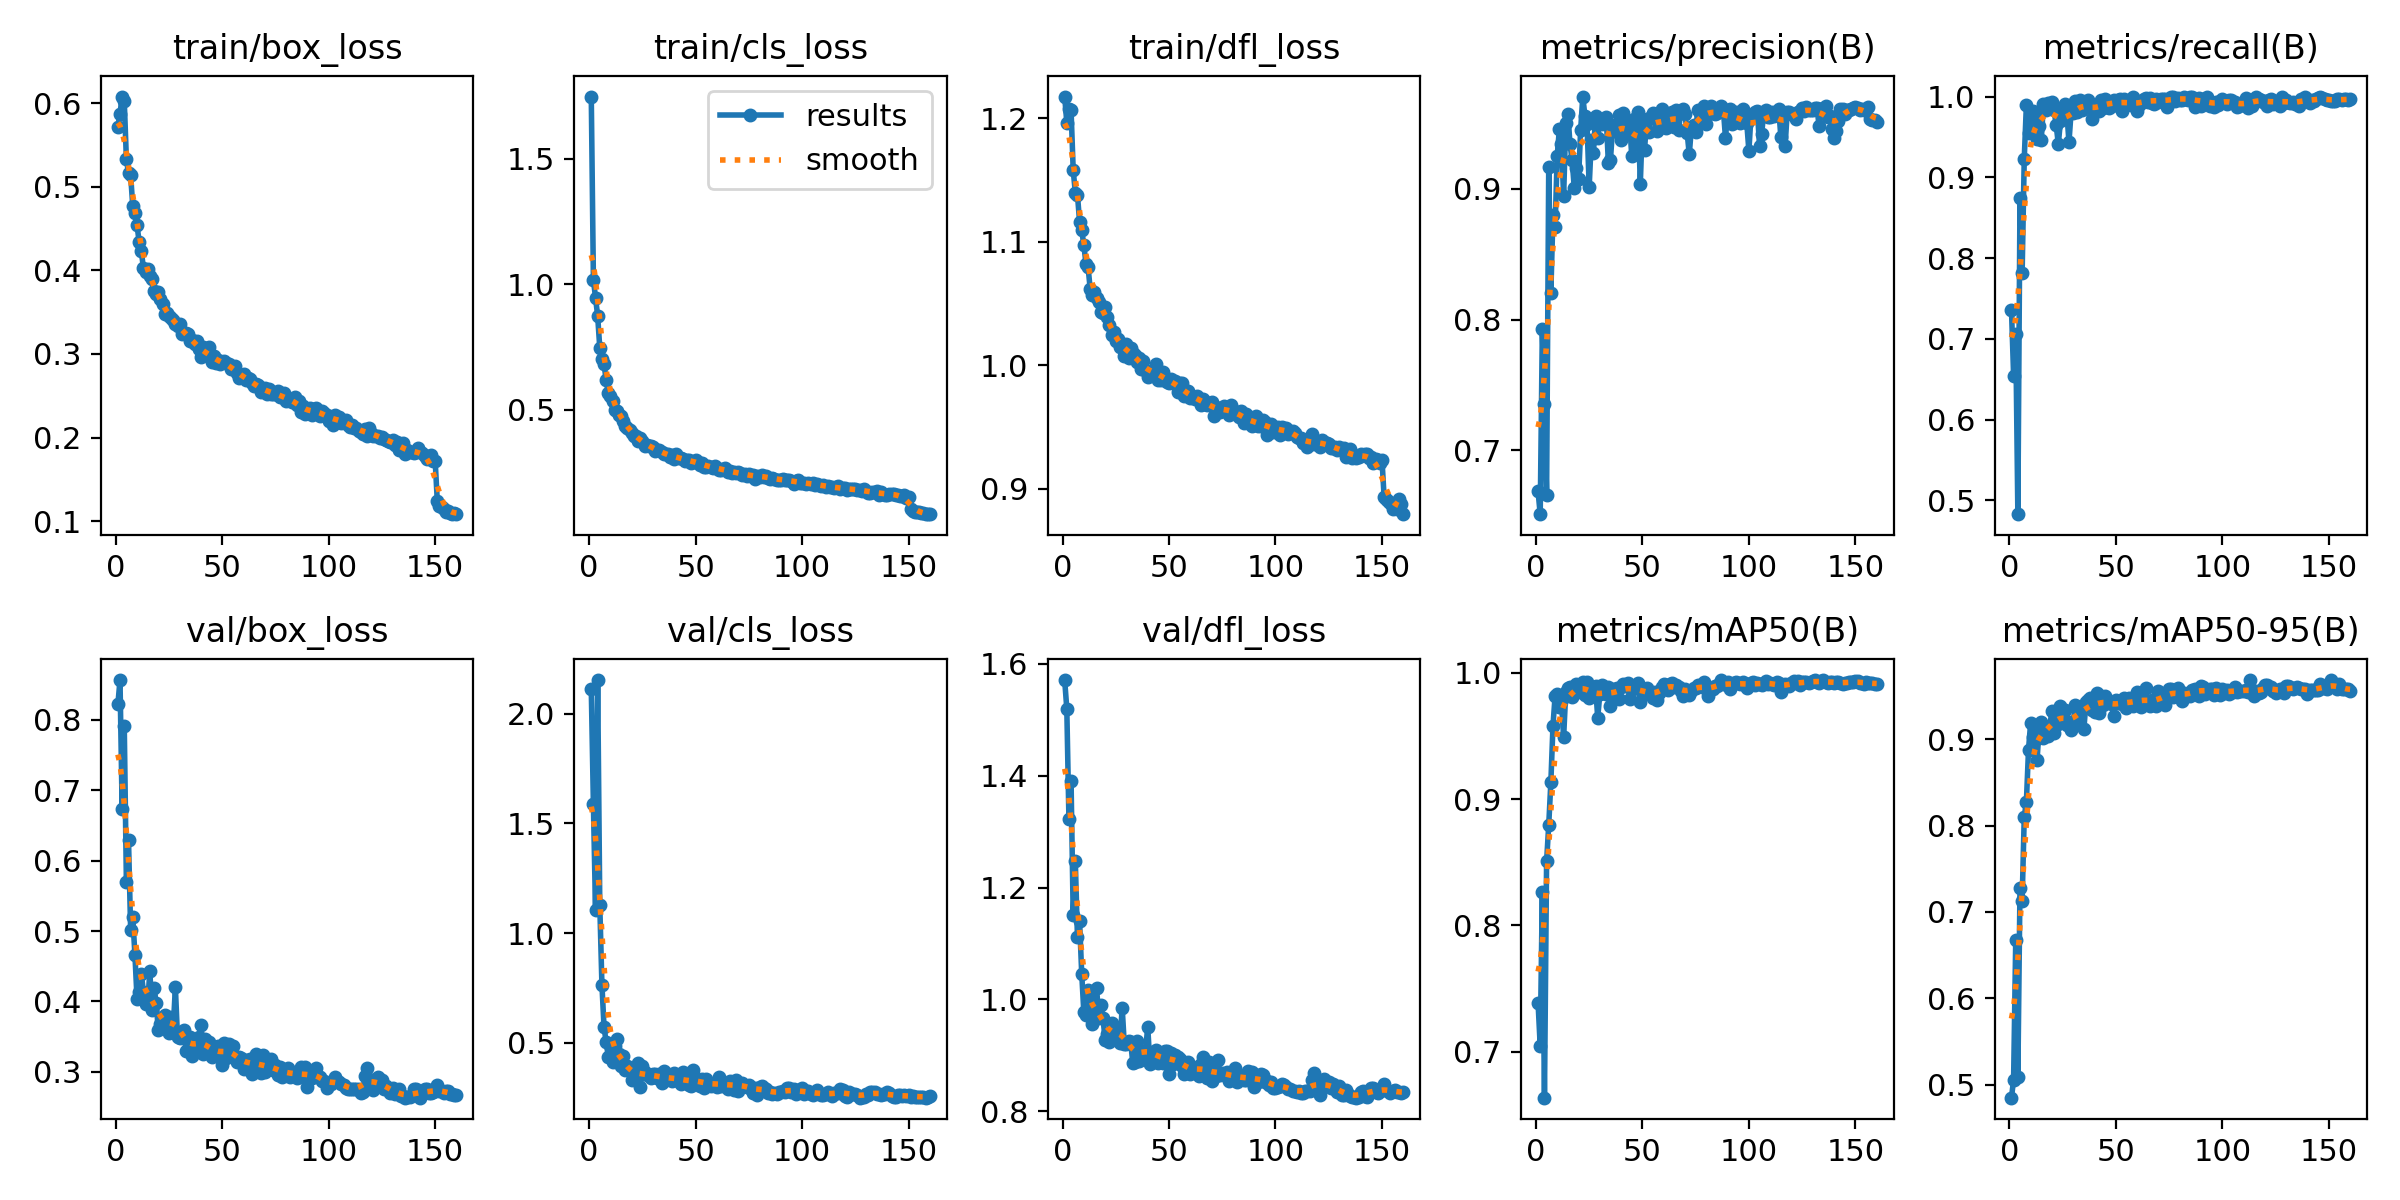 train/box_loss
0.6
0.5
0.4
0.3
0.2
0.1
0 50 100 150
train/cls_loss
results
smooth
1.5
1.0
0.5
0 50 100 150
train/dfl_loss
1.2
1.1
1.0
0.9
0 50 100 150
metrics/precision(B)
0.9
0.8
0.7
0 50 100 150
metrics/recall(B)
1.0
0.9
0.8
0.7
0.6
0.5
0 50 100 150
val/box_loss
0.8
0.7
0.6
0.5
0.4
0.3
0 50 100 150
val/cls_loss
2.0
1.5
1.0
0.5
0 50 100 150
val/dfl_loss
1.6
1.4
1.2
1.0
0.8
0 50 100 150
metrics/mAP50(B)
1.0
0.9
0.8
0.7
0 50 100 150
metrics/mAP50-95(B)
0.9
0.8
0.7
0.6
0.5
0 50 100 150